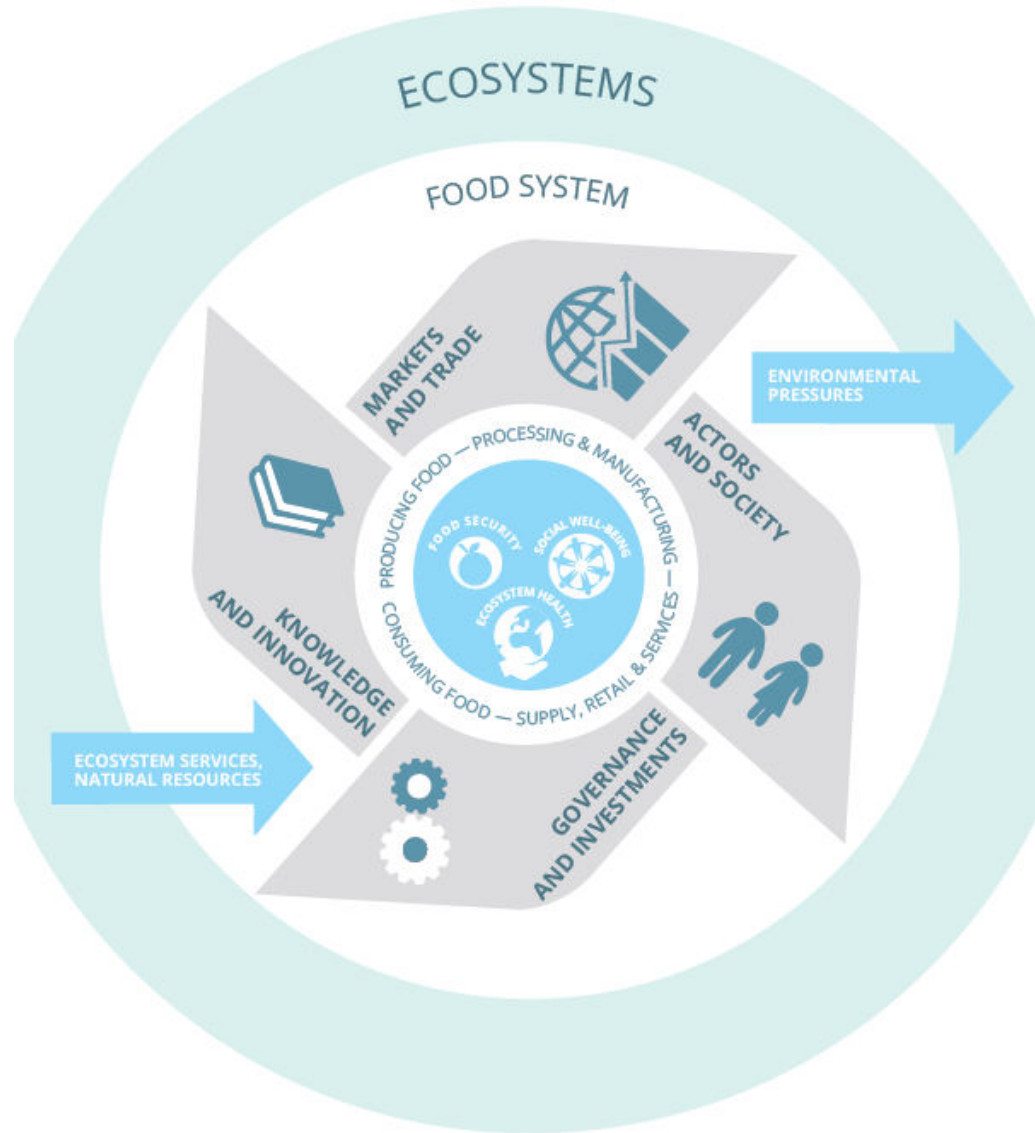 ECOSYSTEMS
FOOD SYSTEM
MARKETS
AND TRADE
ENVIRONMENTAL
PRESSURES
ACTORS
AND SOCIETY
PRODUCING FOOD — PROCESSING & MANUFACTURING —
SUPPLY, RETAIL & SERVICES —
CONSUMING FOOD —
FOOD SECURITY
SOCIAL WELL-BEING
ECOSYSTEM HEALTH
KNOWLEDGE
AND INNOVATION
GOVERNANCE
AND INVESTMENTS
ECOSYSTEM SERVICES,
NATURAL RESOURCES